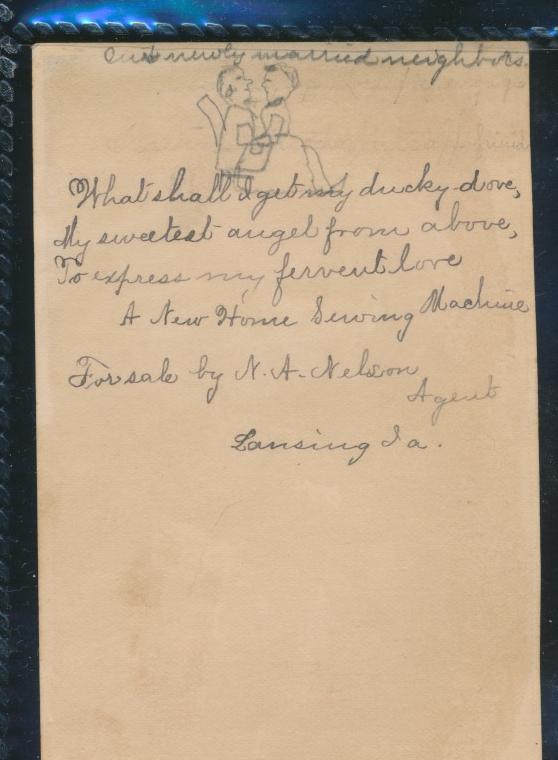 Our newly married neighbors.
What shall I get my ducky dove,
My sweetest angel from above,
To express my fervent love
A New Home Sewing Machine
For sale by N. A. Nelson
Agent
Lansing Ia.